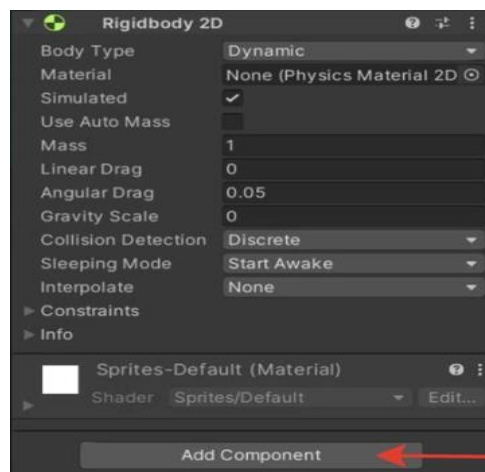 Rigidbody 2D
Body Type Dynamic
Material None (Physics Material 2D
Simulated
Use Auto Mass
Mass 1
Linear Drag 0
Angular Drag 0.05
Gravity Scale 0
Collision Detection Discrete
Sleeping Mode Start Awake
Interpolate None
Constraints
Info
Sprites-Default (Material)
Shader Sprites/Default Edit...
Add Component